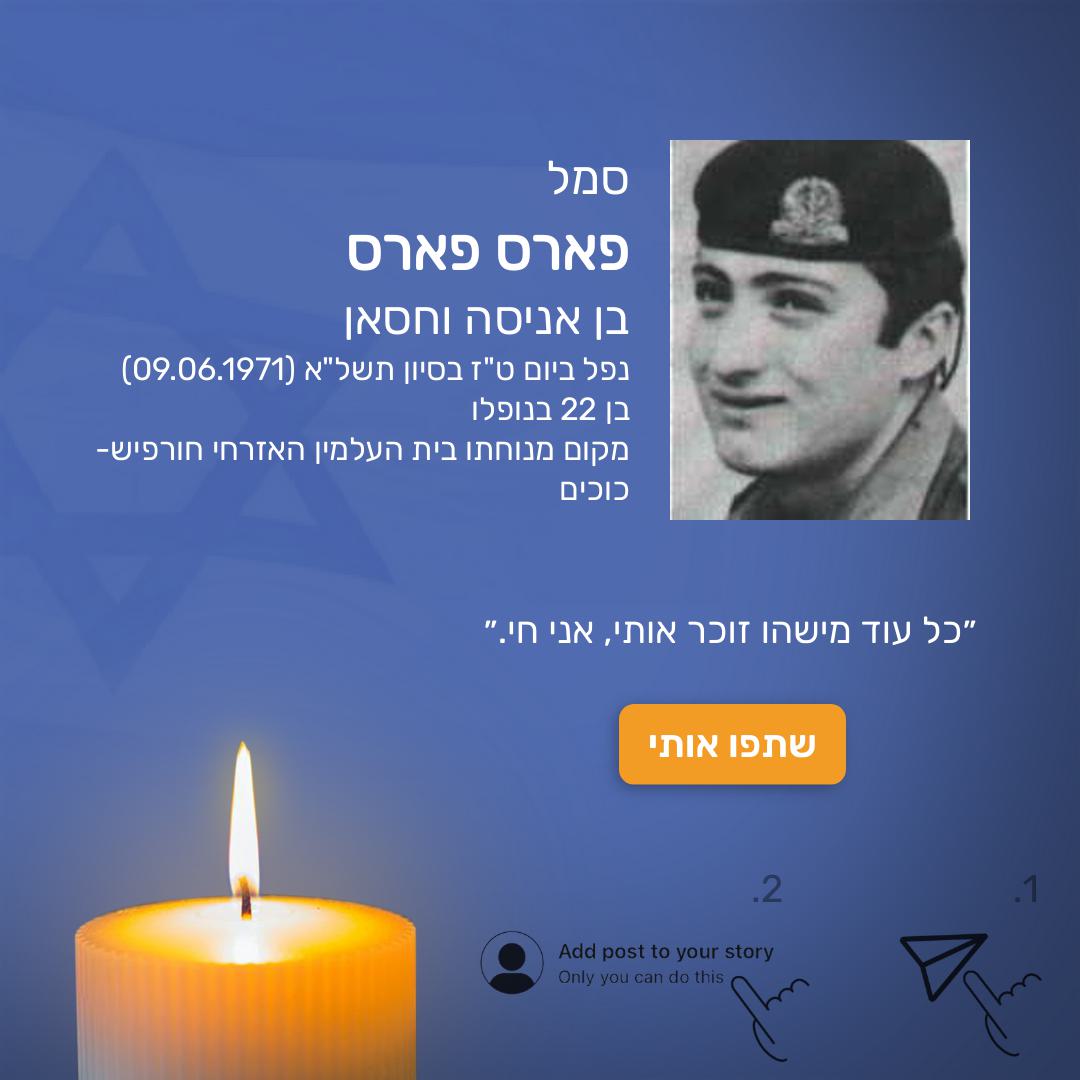 סמל
פארס פארס
בן אניסה וחסאן
נפל ביום ט"ז בסיון תשל"א (09.06.1971)
בן 22 בנופלו
מקום מנוחתו בית העלמין האזרחי חורפיש-
כוכים
״כל עוד מישהו זוכר אותי, אני חי.״
שתפו אותי
.1
.2
Add post to your story
Only you can do this